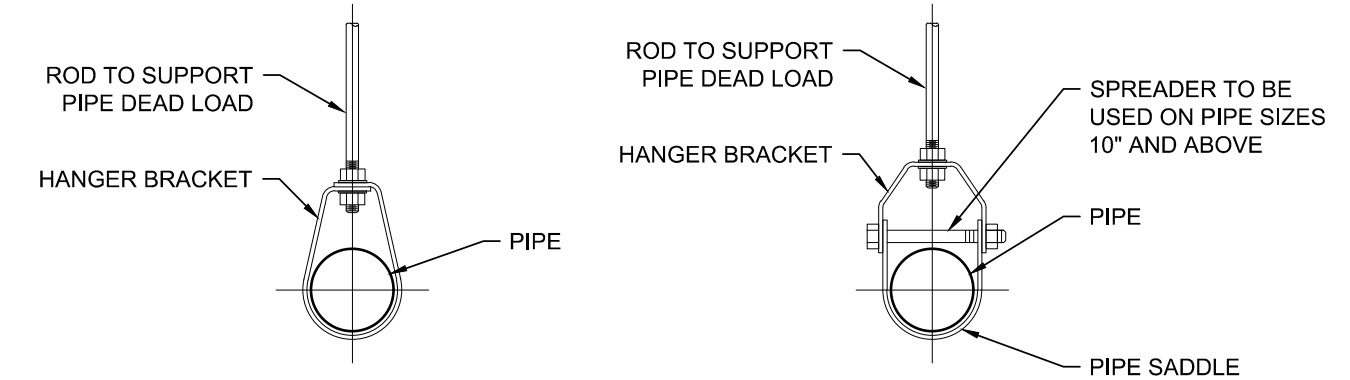 ROD TO SUPPORT
PIPE DEAD LOAD
HANGER BRACKET
PIPE
ROD TO SUPPORT
PIPE DEAD LOAD
SPREADER TO BE
USED ON PIPE SIZES
10" AND ABOVE
HANGER BRACKET
PIPE
PIPE SADDLE